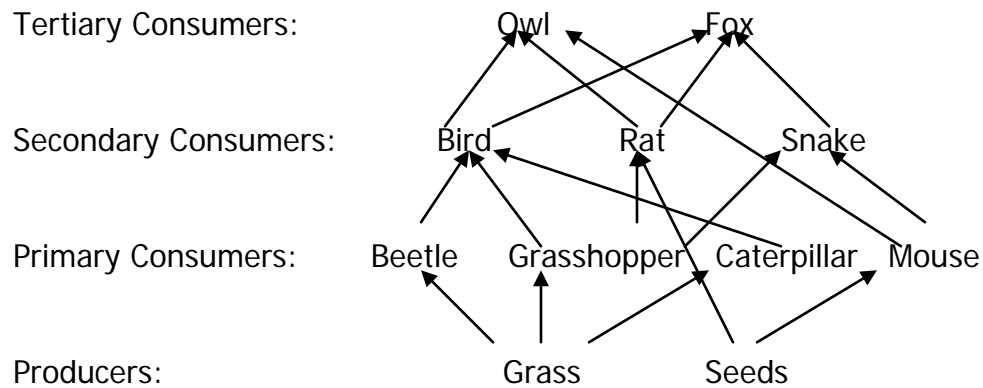 Tertiary Consumers: Owl Fox
Secondary Consumers: Bird Rat Snake
Primary Consumers: Beetle Grasshopper Caterpillar Mouse
Producers: Grass Seeds